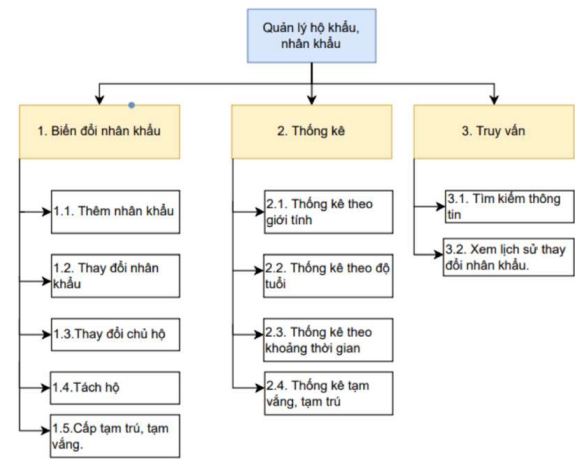 Quản lý hộ khẩu,
nhân khẩu
1. Biến đổi nhân khẩu
2. Thống kê
3. Truy vấn
1.1. Thêm nhân khẩu
1.2. Thay đổi nhân
khẩu
1.3.Thay đổi chủ hộ
1.4.Tách hộ
1.5.Cấp tạm trú, tạm
vắng.
2.1. Thống kê theo
giới tính
2.2. Thống kê theo độ
tuổi
2.3. Thống kê theo
khoảng thời gian
2.4. Thống kê tạm
vắng, tạm trú
3.1. Tìm kiếm thông
tin
3.2. Xem lịch sử thay
đổi nhân khẩu.